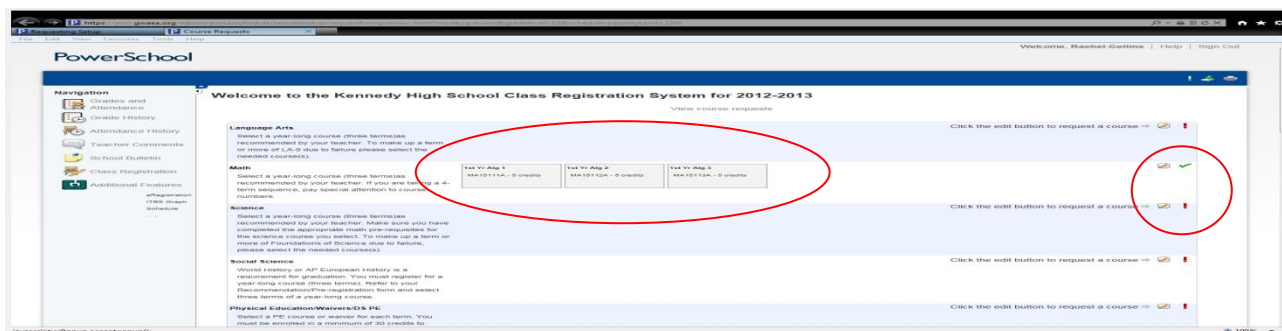 Requesting Setup
Course Requests
File Edit View Favorites Tools Help
PowerSchool
Welcome, Rachel Collins | Help | Sign Out
Navigation
Grades and
Attendance
Grade History
Attendance History
Teacher Comments
School Bulletin
Class Registration
Additional Features
eRegistration
ITBS Graph
Schedule
Welcome to the Kennedy High School Class Registration System for 2012-2013
View course requests
Language Arts
Click the edit button to request a course
Select a year-long course (three terms)as
recommended by your teacher. To make up a term
or more of LA-9 due to failure please select the
needed course(s).
Math
Select a year-long course (three terms)as
recommended by your teacher. If you are taking a 4-
term sequence, pay special attention to course
numbers.
1st Yr Alg 1
MA15111A - 5 credits
1st Yr Alg 2
MA15112A - 5 credits
1st Yr Alg 3
MA15113A - 5 credits
Science
Click the edit button to request a course
Select a year-long course (three terms)as
recommended by your teacher. Make sure you have
completed the appropriate math pre-requisites for
the science course you select. To make up a term or
more of Foundations of Science due to failure,
please select the needed course(s).
Social Science
Click the edit button to request a course
World History or AP European History is a
requirement for graduation. You must register for a
year-long course (three terms). Refer to your
Recommendation/Pre-registration form and select
three terms of a year-long course.
Physical Education/Waivers/DS PE
Click the edit button to request a course
Select a PE course or waiver for each term. You
must be enrolled in a minimum of 30 credits to
100%